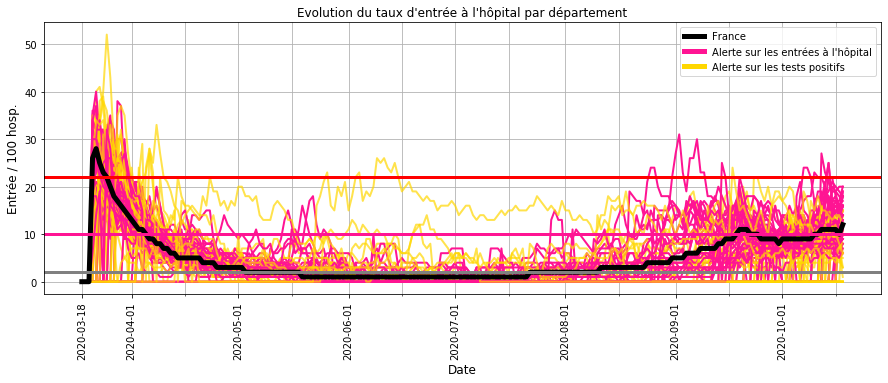 Evolution du taux d'entrée à l'hôpital par département
France
Alerte sur les entrées à l'hôpital
Alerte sur les tests positifs
Entrée / 100 hosp.
50
40
30
20
10
0
2020-03-18
2020-04-01
2020-05-01
2020-06-01
2020-07-01
2020-08-01
2020-09-01
2020-10-01
Date